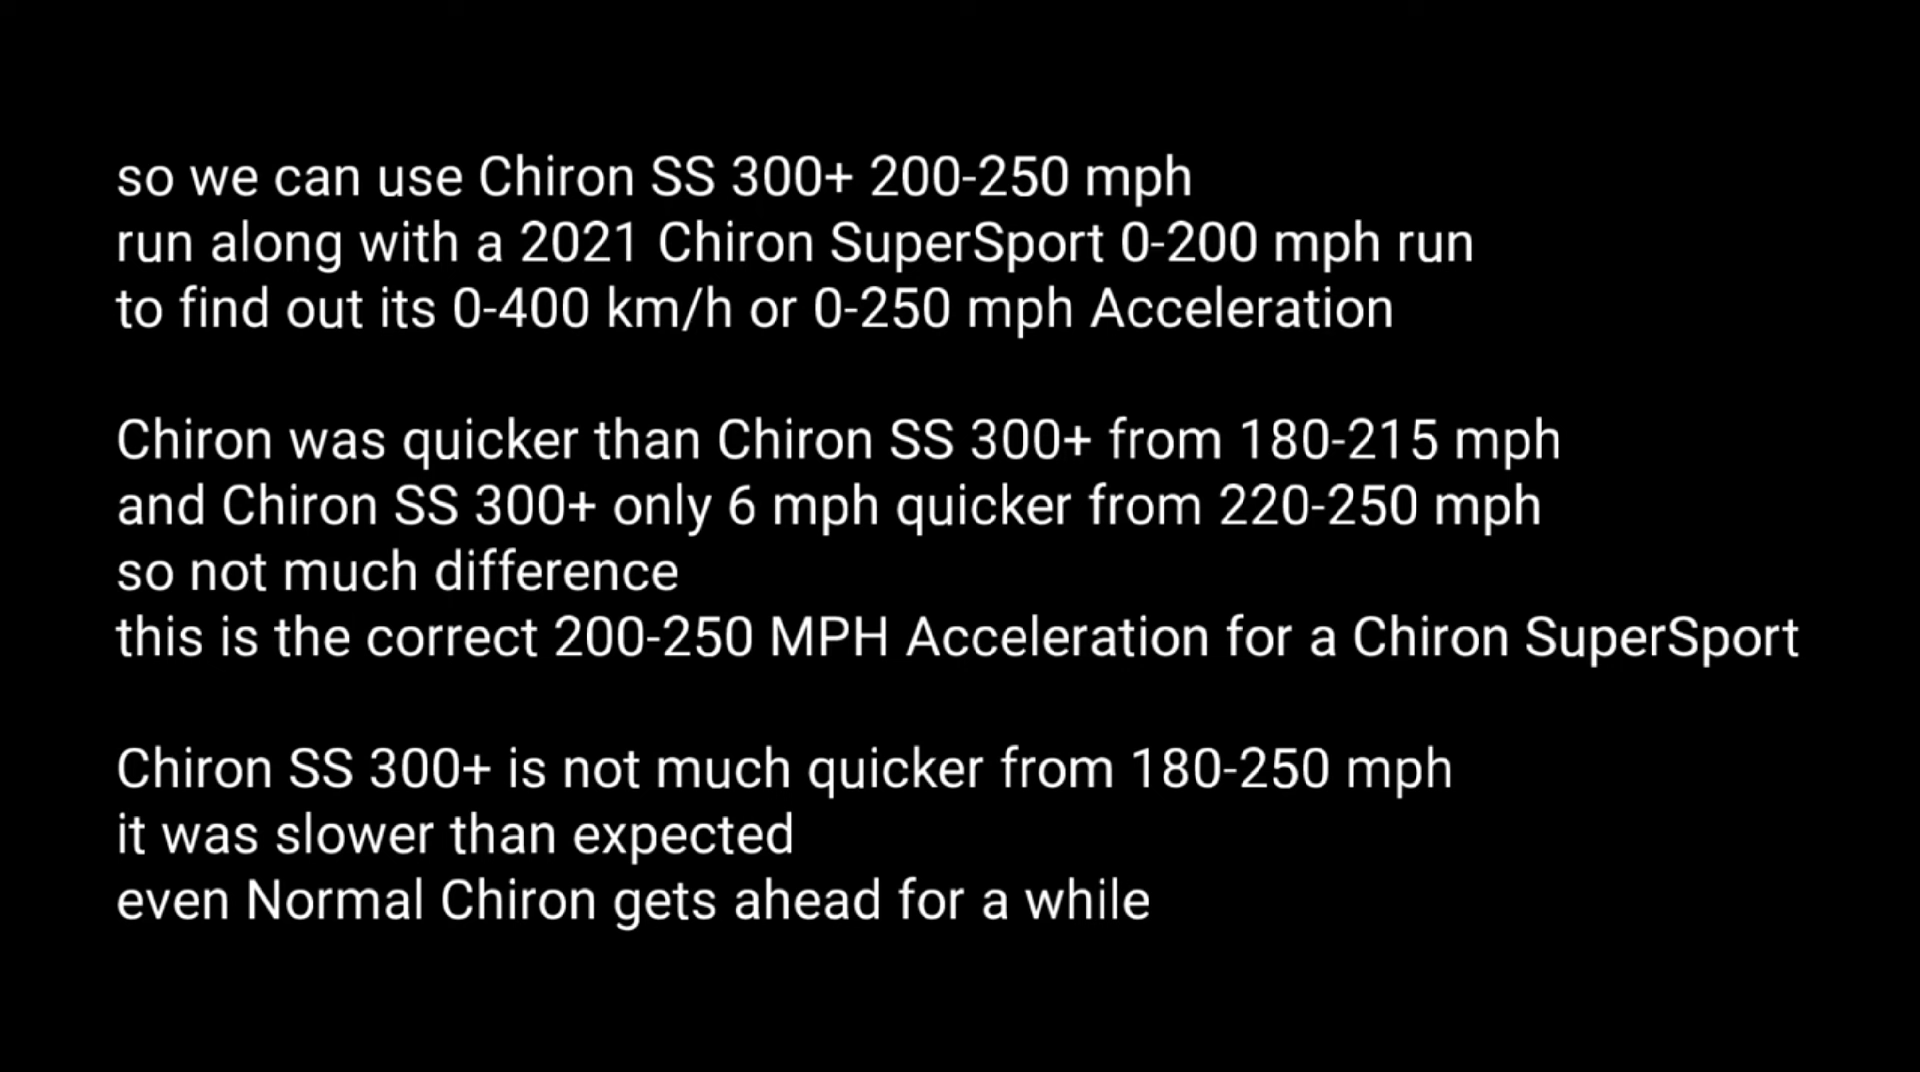 so we can use Chiron SS 300+ 200-250 mph
run along with a 2021 Chiron SuperSport 0-200 mph run
to find out its 0-400 km/h or 0-250 mph Acceleration
Chiron was quicker than Chiron SS 300+ from 180-215 mph
and Chiron SS 300+ only 6 mph quicker from 220-250 mph
so not much difference
this is the correct 200-250 MPH Acceleration for a Chiron SuperSport
Chiron SS 300+ is not much quicker from 180-250 mph
it was slower than expected
even Normal Chiron gets ahead for a while